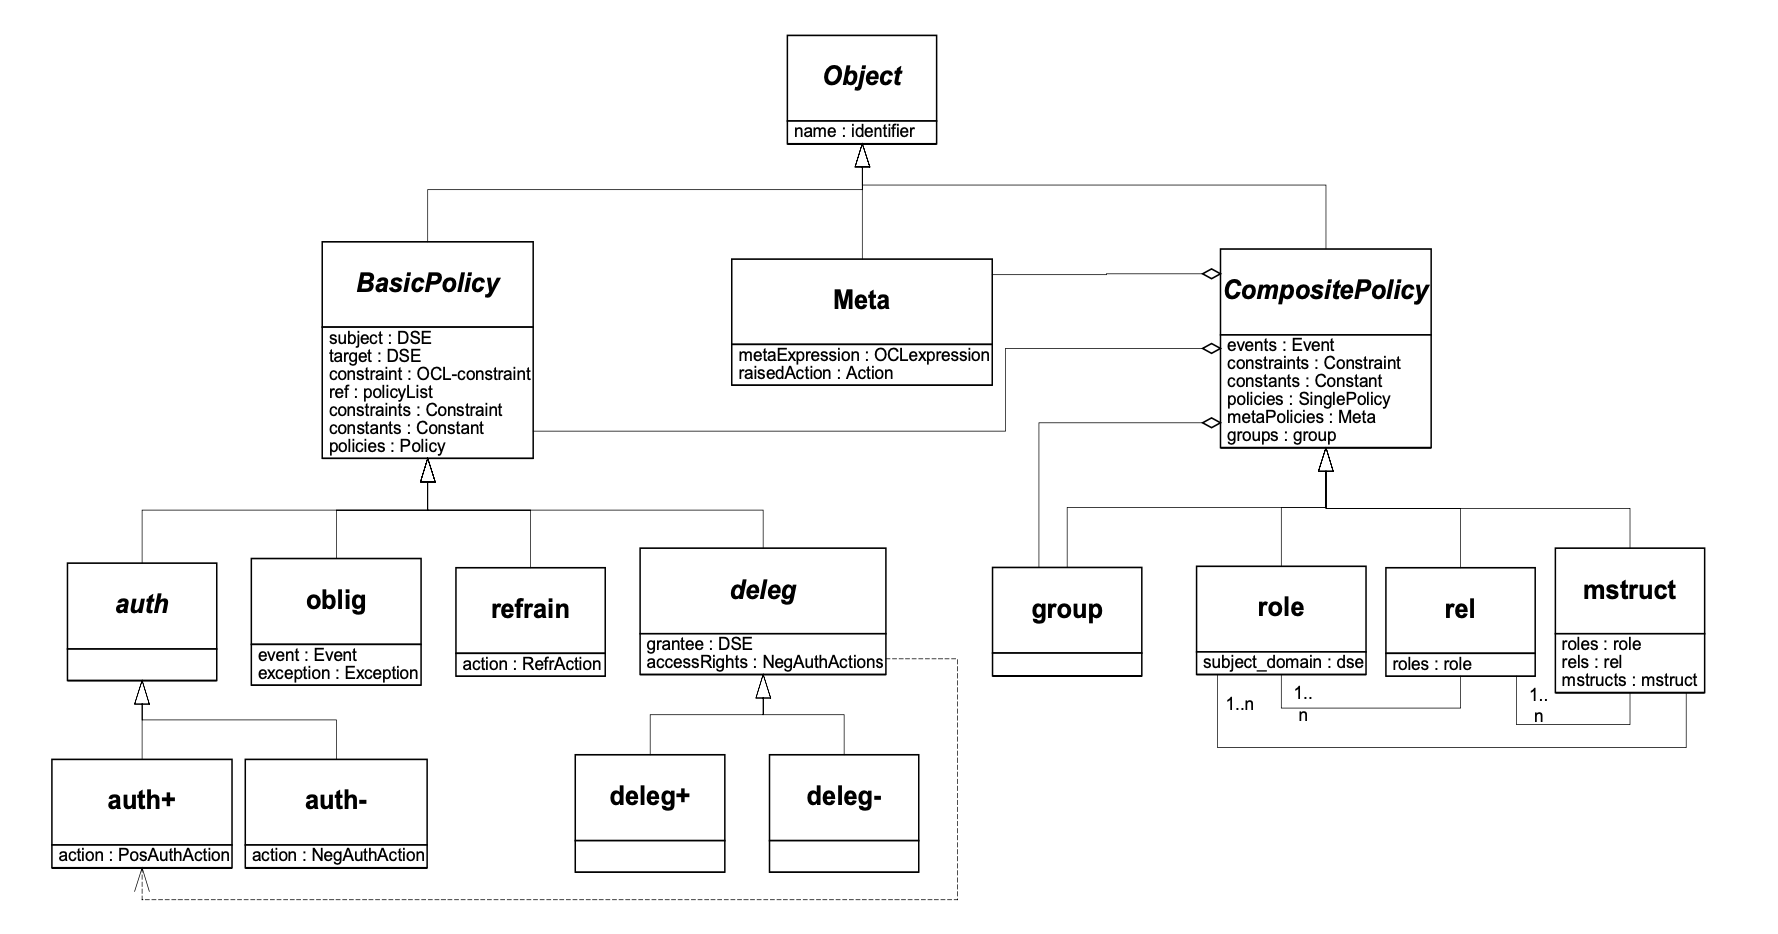 Object
name : identifier
BasicPolicy
subject : DSE
target : DSE
constraint : OCL-constraint
ref : policyList
constraints : Constraint
constants : Constant
policies : Policy
Meta
metaExpression : OCLexpression
raisedAction : Action
CompositePolicy
events : Event
constraints : Constraint
constants : Constant
policies : SinglePolicy
metaPolicies : Meta
groups : group
auth
oblig
event : Event
exception : Exception
refrain
action : RefrAction
deleg
grantee : DSE
accessRights : NegAuthActions
group
role
subject_domain : dse
rel
roles : role
mstruct
roles : role
rels : rel
mstructs : mstruct
1..n
1..
n
1..
n
auth+
action : PosAuthAction
auth-
action : NegAuthAction
deleg+
deleg-